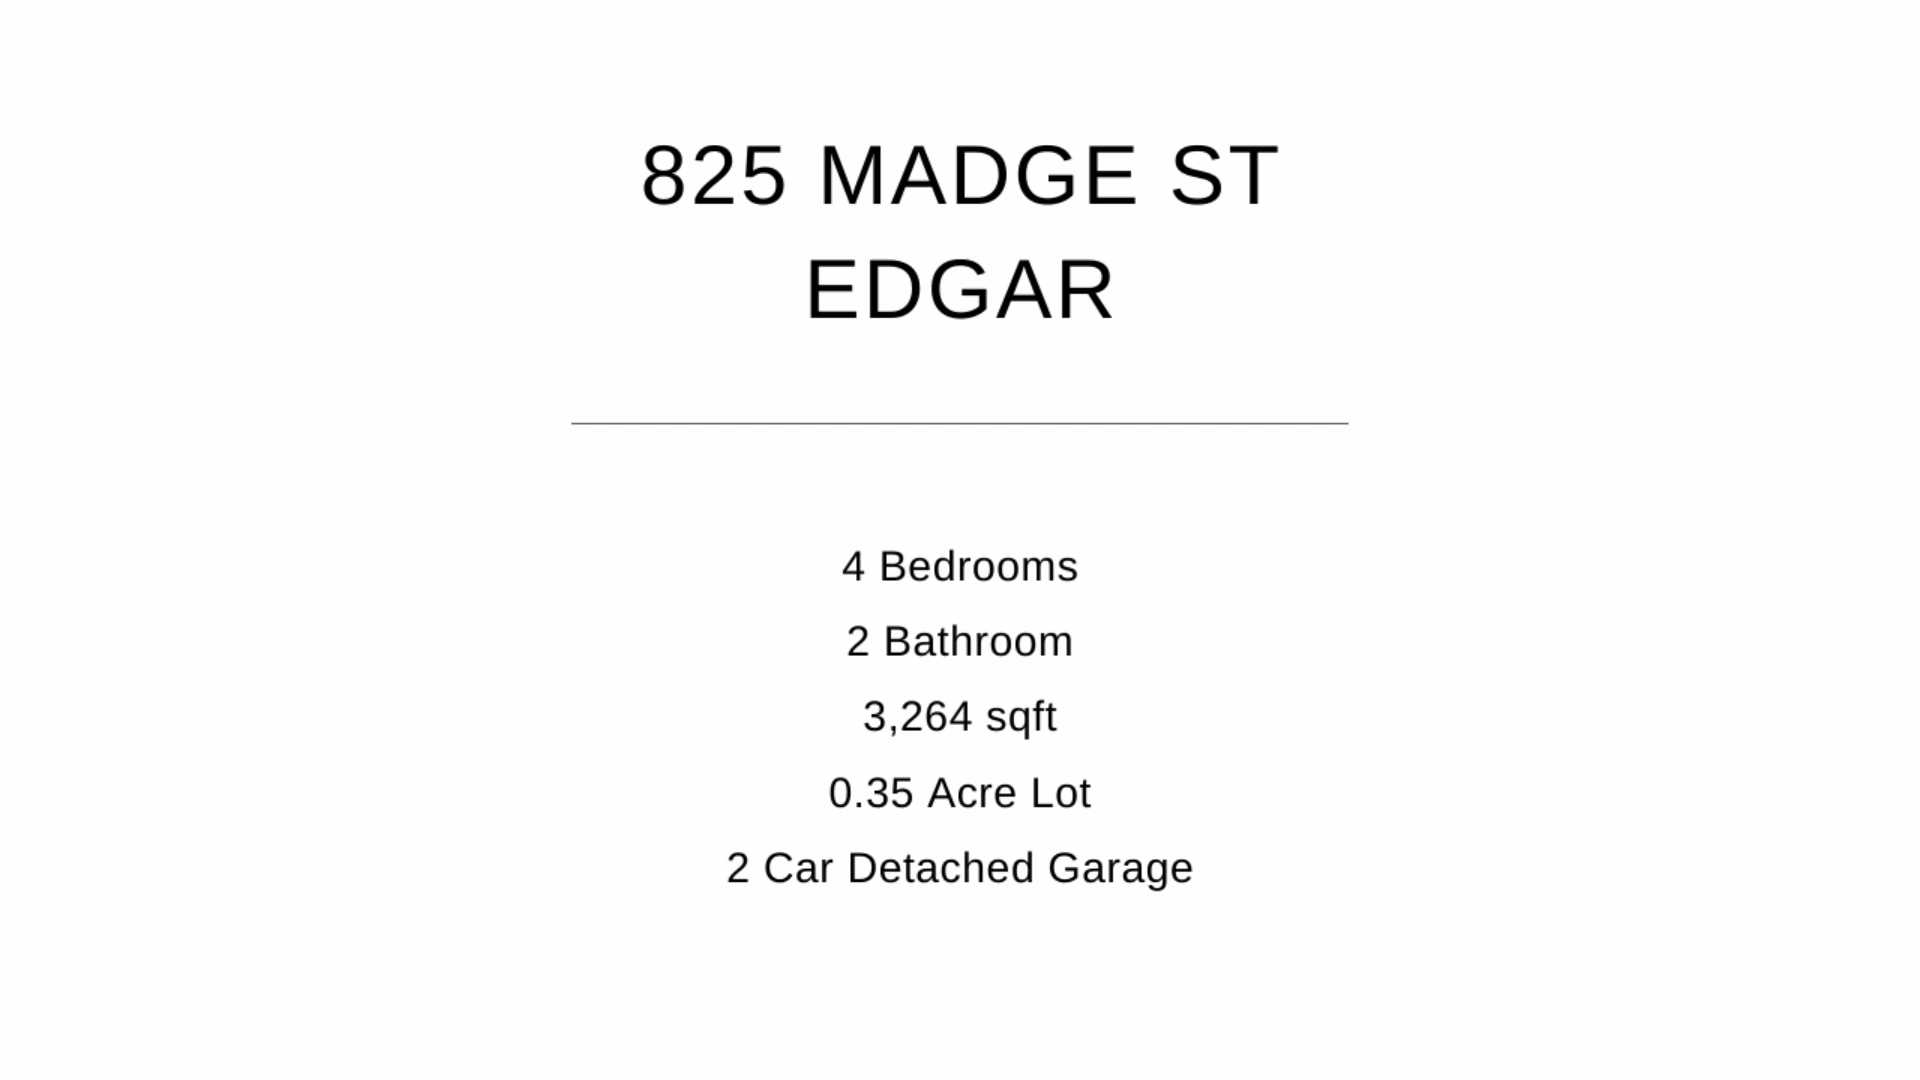 825 MADGE ST
EDGAR
4 Bedrooms
2 Bathroom
3,264 sqft
0.35 Acre Lot
2 Car Detached Garage